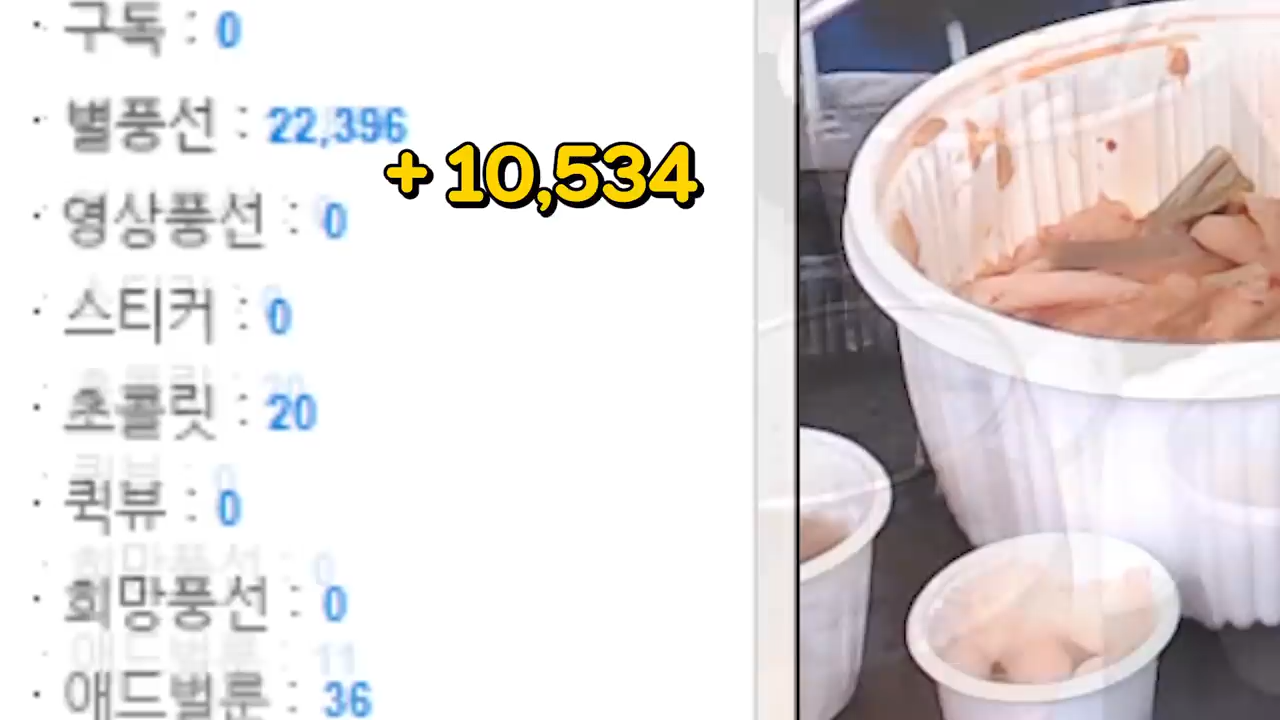 · 구독 : 0
· 별풍선 : 22,396
+ 10,534
· 영상풍선 : 0
· 스티커 : 0
· 초콜릿 : 20
· 퀵뷰 : 0
· 희망풍선 : 0
· 애드벌룬 : 36